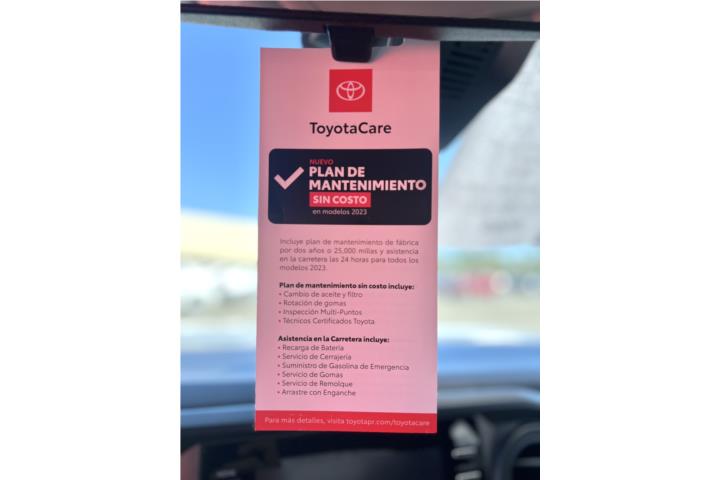 ToyotaCare
NUEVO
PLAN DE
MANTENIMIENTO
SIN COSTO
en modelos 2023
Incluye plan de mantenimiento de fábrica
por dos años o 25,000 millas y asistencia
en la carretera las 24 horas para todos los
modelos 2023.
Plan de mantenimiento sin costo incluye:
• Cambio de aceite y filtro
• Rotación de gomas
• Inspección Multi-Puntos
• Técnicos Certificados Toyota
Asistencia en la Carretera incluye:
• Recarga de Batería
• Servicio de Cerrajería
• Suministro de Gasolina de Emergencia
• Servicio de Gomas
• Servicio de Remolque
• Arrastre con Enganche
Para más detalles, visita toyotapr.com/toyotacare